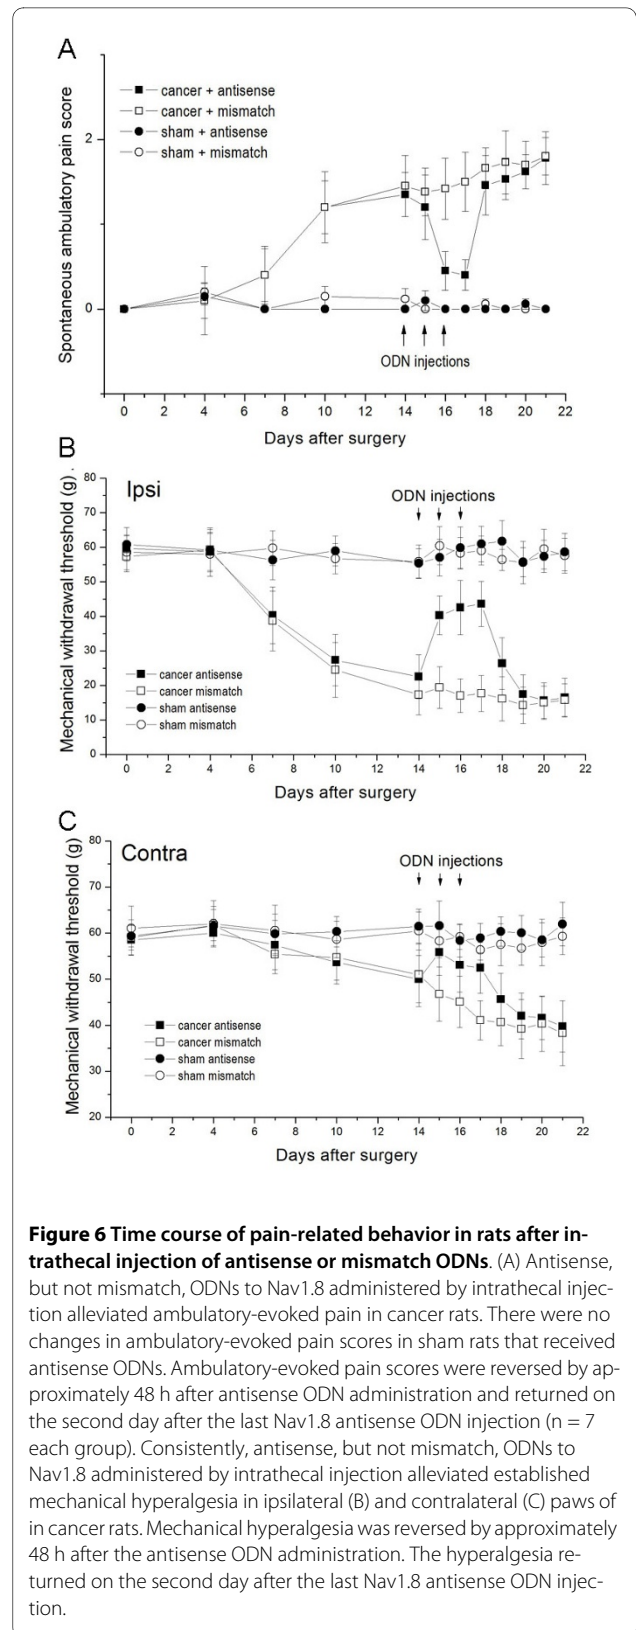 A
cancer + antisense
cancer + mismatch
sham + antisense
sham + mismatch
Spontaneous ambulatory pain score
2
0
ODN injections
0 2 4 6 8 10 12 14 16 18 20 22
Days after surgery
B
Ipsi
ODN injections
Mechanical withdrawal threshold (g) .
80
70
60
50
40
30
20
10
0
cancer antisense
cancer mismatch
sham antisense
sham mismatch
0 2 4 6 8 10 12 14 16 18 20 22
Days after surgery
C
Contra
ODN injections
Mechanical withdrawal threshold (g)
80
70
60
50
40
30
20
cancer antisense
cancer mismatch
sham antisense
sham mismatch
0 2 4 6 8 10 12 14 16 18 20 22
Days after surgery
Figure 6 Time course of pain-related behavior in rats after in-
trathecal injection of antisense or mismatch ODNs. (A) Antisense,
but not mismatch, ODNs to Nav1.8 administered by intrathecal injec-
tion alleviated ambulatory-evoked pain in cancer rats. There were no
changes in ambulatory-evoked pain scores in sham rats that received
antisense ODNs. Ambulatory-evoked pain scores were reversed by ap-
proximately 48 h after antisense ODN administration and returned on
the second day after the last Nav1.8 antisense ODN injection (n = 7
each group). Consistently, antisense, but not mismatch, ODNs to
Nav1.8 administered by intrathecal injection alleviated established
mechanical hyperalgesia in ipsilateral (B) and contralateral (C) paws of
in cancer rats. Mechanical hyperalgesia was reversed by approximately
48 h after the antisense ODN administration. The hyperalgesia re-
turned on the second day after the last Nav1.8 antisense ODN injec-
tion.